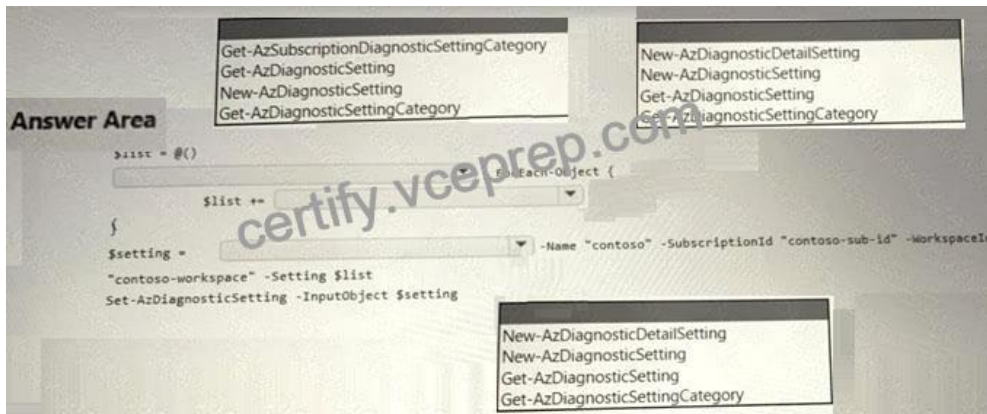 Get-AzSubscriptionDiagnosticSettingCategory
Get-AzDiagnosticSetting
New-AzDiagnosticSetting
Get-AzDiagnosticSettingCategory
New-AzDiagnosticDetailSetting
New-AzDiagnosticSetting
Get-AzDiagnosticSetting
Get-AzDiagnosticSettingCategory
Answer Area
$list = @()
ForEach-Object {
$list +=
}
$setting = -Name "contoso" -SubscriptionId "contoso-sub-id"
"contoso-workspace" -Setting $list
Set-AzDiagnosticSetting -InputObject $setting
New-AzDiagnosticDetailSetting
New-AzDiagnosticSetting
Get-AzDiagnosticSetting
Get-AzDiagnosticSettingCategory
certify.vceprep.com